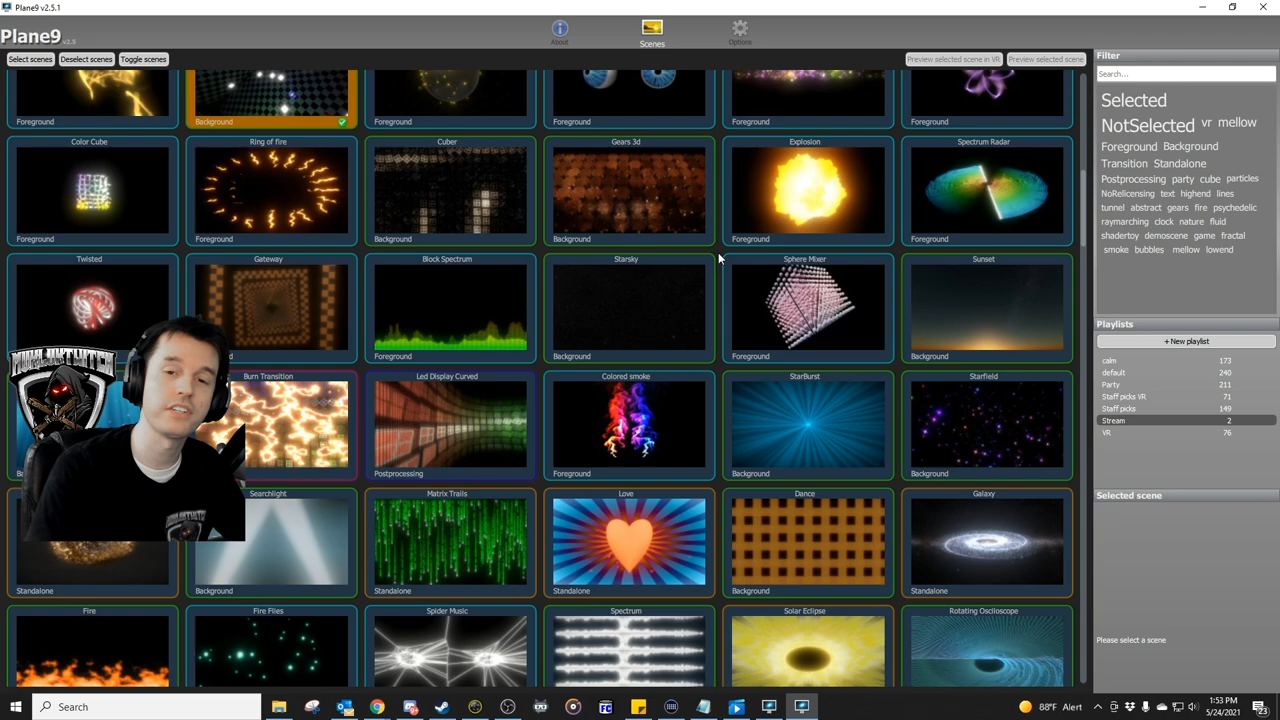 Plane9 v2.5.1
Plane9 v2.5
About
Scenes
Options
Select scenes
Deselect scenes
Toggle scenes
Preview selected scene in VR
Preview selected scene
Foreground
Background
Foreground
Foreground
Foreground
Foreground
Color Cube
Ring of fire
Cuber
Gears 3d
Explosion
Spectrum Radar
Foreground
Foreground
Background
Background
Foreground
Foreground
Twisted
Gateway
Block Spectrum
Starsky
Sphere Mixer
Sunset
Foreground
Background
Foreground
Background
Burn Transition
Led Display Curved
Colored smoke
StarBurst
Starfield
Postprocessing
Foreground
Background
Background
Searchlight
Matrix Trails
Love
Dance
Galaxy
Standalone
Background
Standalone
Standalone
Background
Standalone
Fire
Fire Flies
Spider Music
Spectrum
Solar Eclipse
Rotating Osciloscope
Filter
Search...
Selected
NotSelected vr mellow
Foreground Background
Transition Standalone
Postprocessing party cube particles
NoRelicensing text highend lines
tunnel abstract gears fire psychedelic
raymarching clock nature fluid
shadertoy demoscene game fractal
smoke bubbles mellow lowend
Playlists
+ New playlist
calm 173
default 240
Party 211
Staff picks VR 71
Staff picks 149
Stream 2
VR 76
Selected scene
Please select a scene
Search
88°F Alert
1:53 PM
5/24/2021